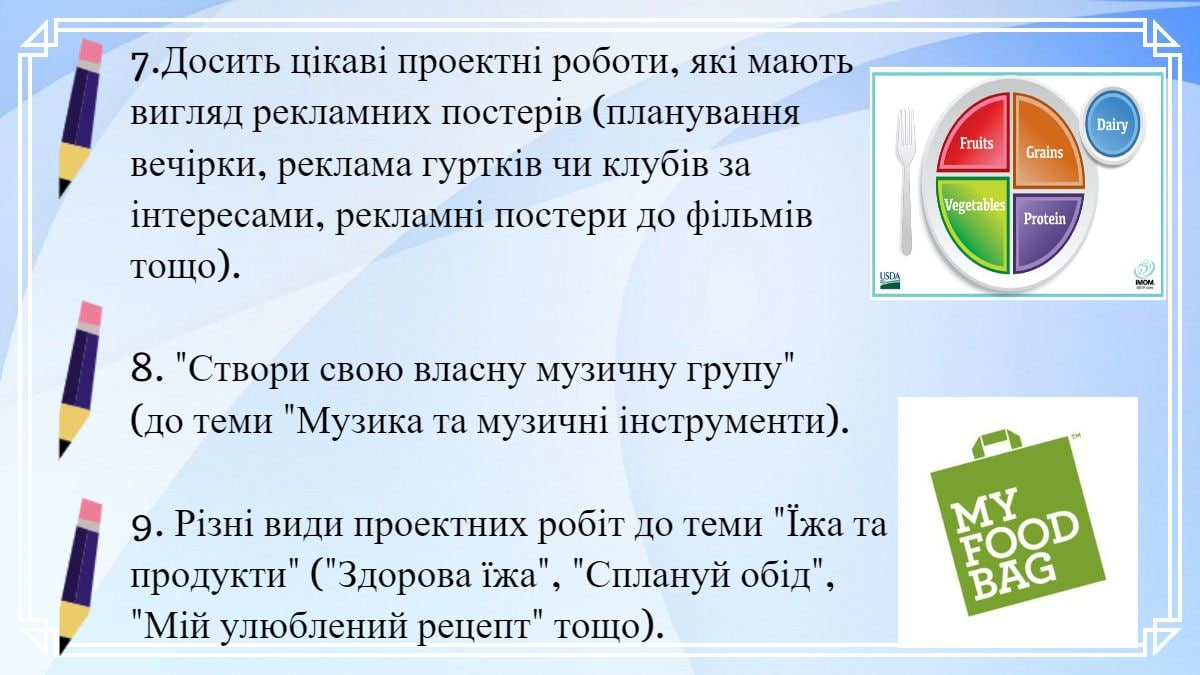 7.Досить цікаві проектні роботи, які мають
вигляд рекламних постерів (планування
вечірки, реклама гуртків чи клубів за
інтересами, рекламні постери до фільмів
тощо).
8. "Створи свою власну музичну групу"
(до теми "Музика та музичні інструменти).
9. Різні види проектних робіт до теми "Їжа та
продукти" ("Здорова їжа", "Сплануй обід",
"Мій улюблений рецепт" тощо).
Dairy
Fruits
Grains
Vegetables
Protein
USDA
iMOM
MY
FOOD
BAG
™